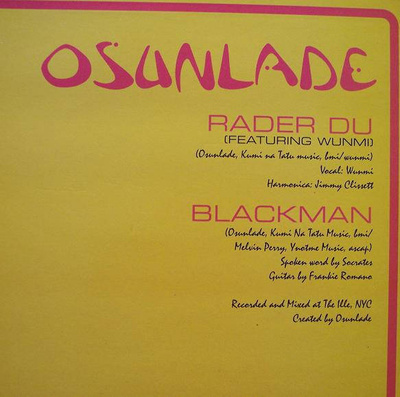 OSUNLADE
RADER DU
(FEATURING WUNMI)
(Osunlade, Kumi na Tatu music, bmi/wunmi)
Vocal: Wunmi
Harmonica: Jimmy Clissett
BLACKMAN
(Osunlade, Kumi Na Tatu Music, bmi/
Melvin Perry, Ynotme Music, ascap)
Spoken word by Socrates
Guitar by Frankie Romano
Recorded and Mixed at The Ille, NYC
Created by Osunlade